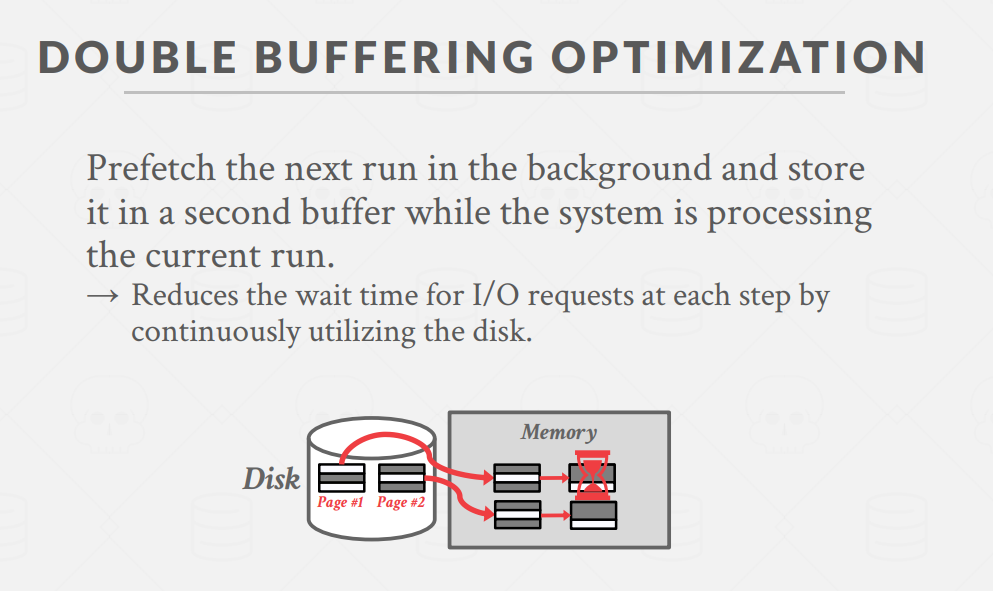 DOUBLE BUFFERING OPTIMIZATION
Prefetch the next run in the background and store
it in a second buffer while the system is processing
the current run.
→ Reduces the wait time for I/O requests at each step by
continuously utilizing the disk.
Memory
Disk
Page #1 Page #2